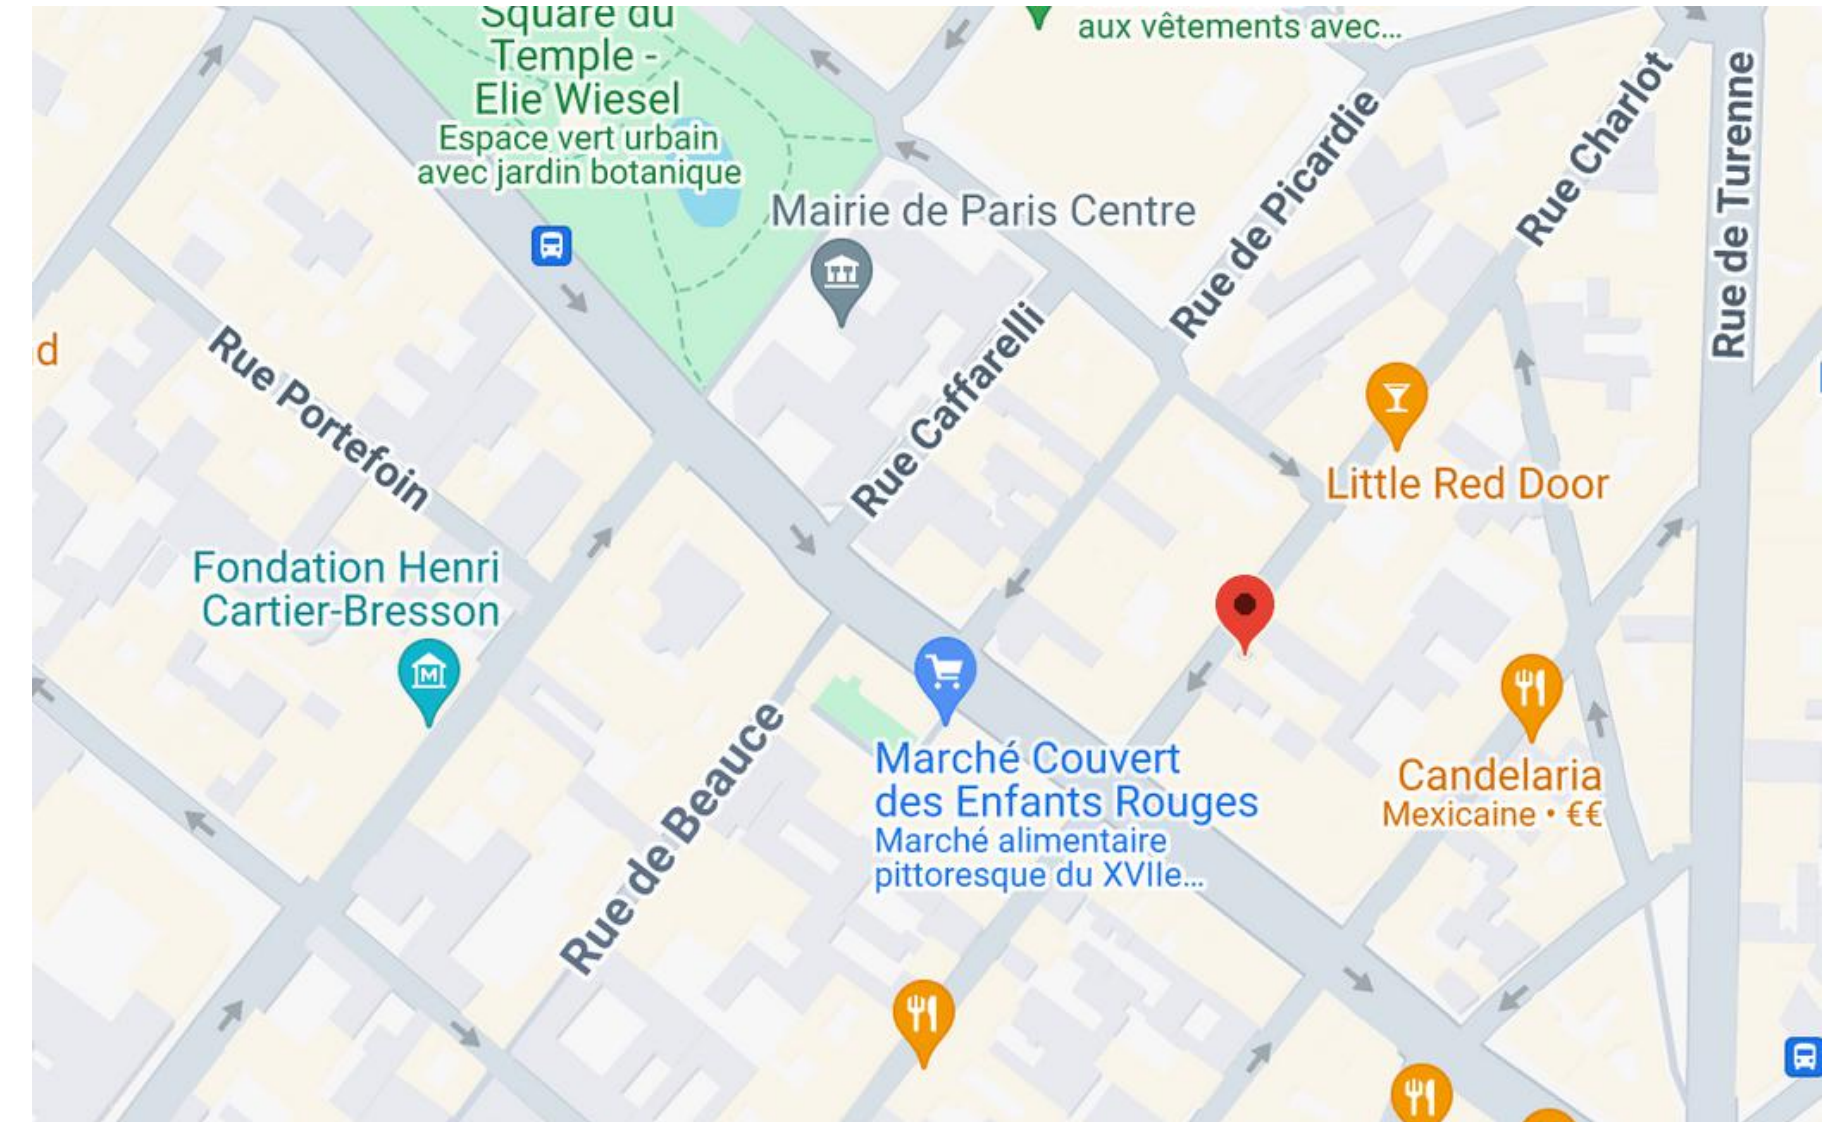 Square du
Temple -
Elie Wiesel
Espace vert urbain
avec jardin botanique
aux vêtements avec...
Mairie de Paris Centre
Rue de Picardie
Rue Charlot
Rue de Turenne
d
Rue Portefoin
Rue Caffarelli
Little Red Door
Fondation Henri
Cartier-Bresson
M
Rue de Beauce
Marché Couvert
des Enfants Rouges
Marché alimentaire
pittoresque du XVIIe...
Candelaria
Mexicaine • €€